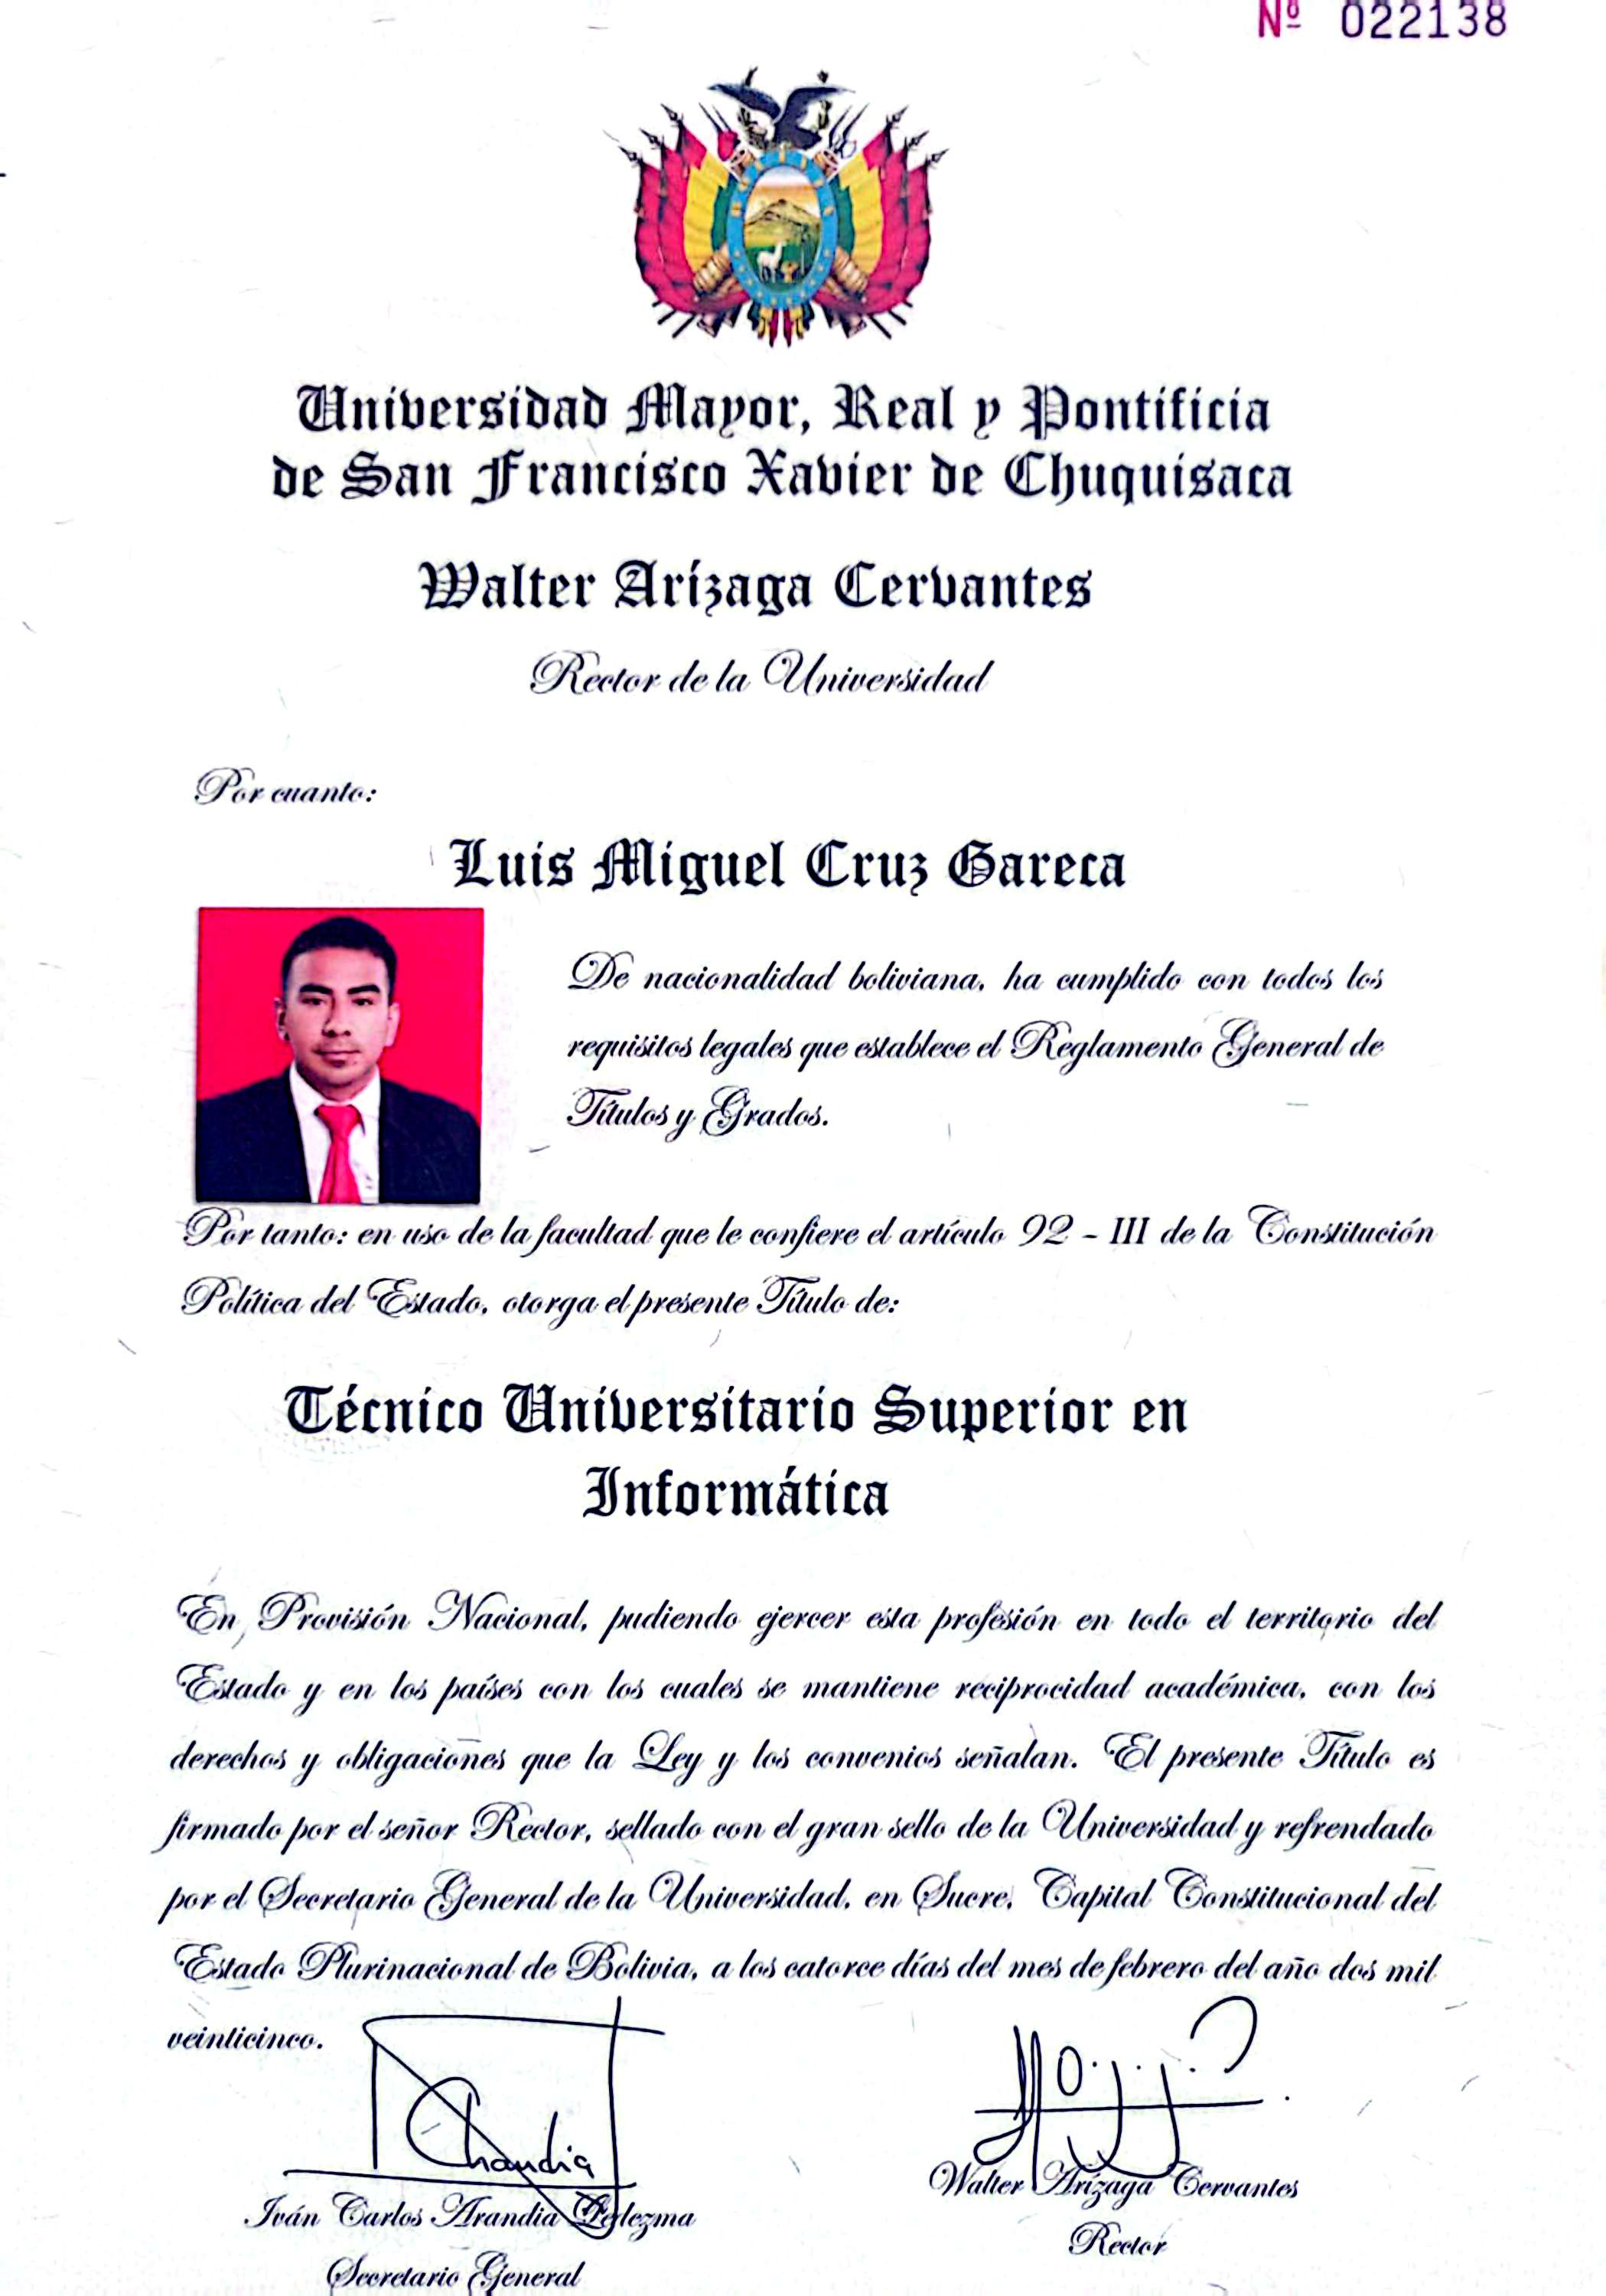 Nº 022138
Universidad Mayor, Real y Pontificia
de San Francisco Xavier de Chuquisaca
Walter Arízaga Cervantes
Rector de la Universidad
Por cuanto:
Luis Miguel Cruz Gareca
De nacionalidad boliviana, ha cumplido con todos los
requisitos legales que establece el Reglamento General de
Títulos y Grados.
Por tanto: en uso de la facultad que le confiere el artículo 92 - III de la Constitución
Política del Estado, otorga el presente Título de:
Técnico Universitario Superior en
Informática
En Provisión Nacional, pudiendo ejercer esta profesión en todo el territorio del
Estado y en los países con los cuales se mantiene reciprocidad académica, con los
derechos y obligaciones que la Ley y los convenios señalan. El presente Título es
firmado por el señor Rector, sellado con el gran sello de la Universidad y refrendado
por el Secretario General de la Universidad, en Sucre, Capital Constitucional del
Estado Plurinacional de Bolivia, a los catorce días del mes de febrero del año dos mil
veinticinco.
Iván Carlos Arandia Ledezma
Secretario General
Walter Arízaga Cervantes
Rector